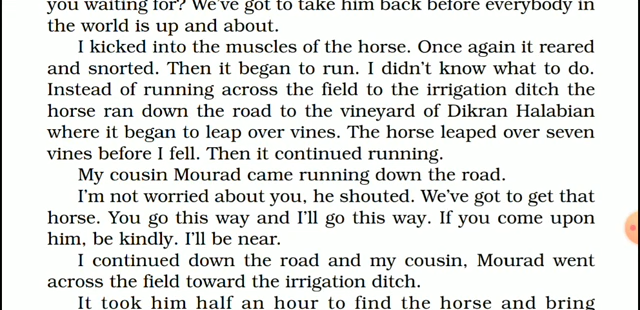 you waiting for? We've got to take him back before everybody in
the world is up and about.
I kicked into the muscles of the horse. Once again it reared
and snorted. Then it began to run. I didn't know what to do.
Instead of running across the field to the irrigation ditch the
horse ran down the road to the vineyard of Dikran Halabian
where it began to leap over vines. The horse leaped over seven
vines before I fell. Then it continued running.
My cousin Mourad came running down the road.
I'm not worried about you, he shouted. We've got to get that
horse. You go this way and I'll go this way. If you come upon
him, be kindly. I'll be near.
I continued down the road and my cousin, Mourad went
across the field toward the irrigation ditch.
It took him half an hour to find the horse and bring